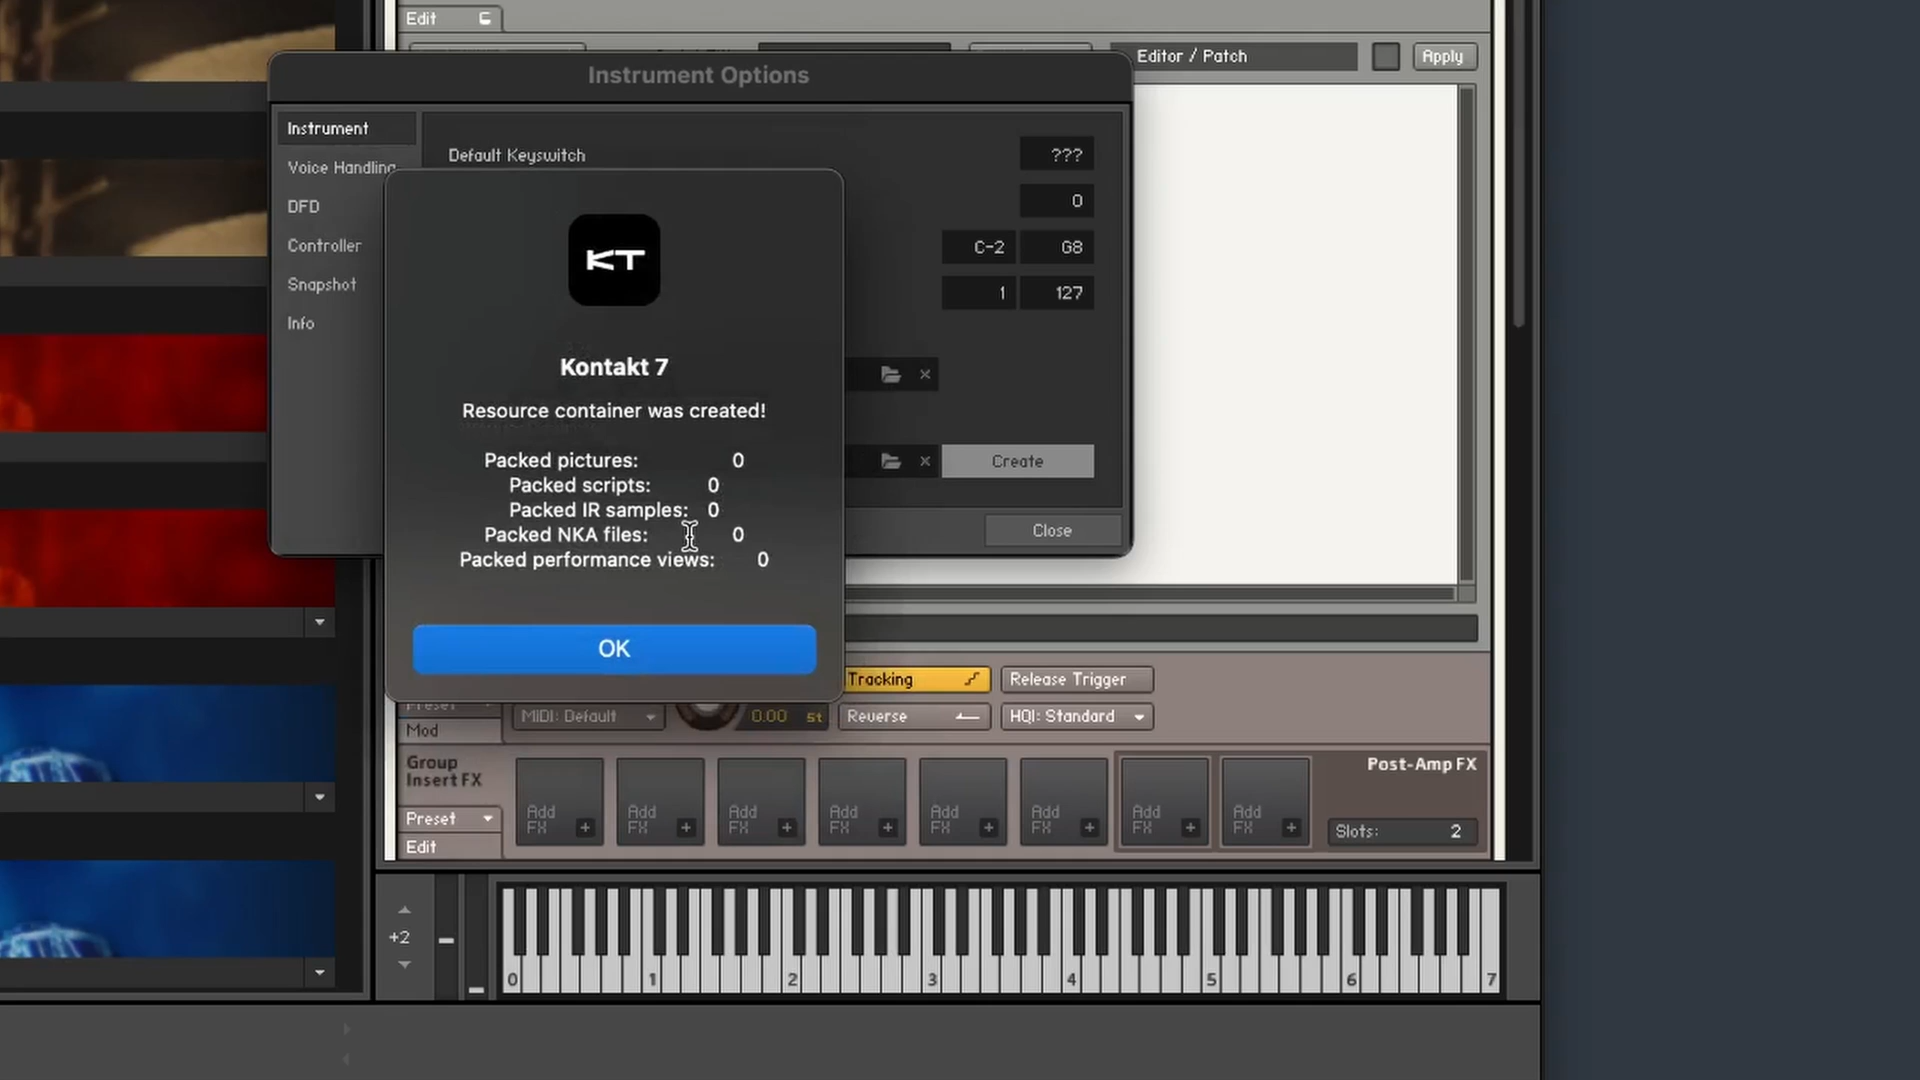 Edit
Editor / Patch
Apply
Instrument Options
Instrument
Voice Handling
DFD
Controller
Snapshot
Info
Default Keyswitch
???
0
C-2 G8
1 127
KT
Kontakt 7
Resource container was created!
Packed pictures: 0
Packed scripts: 0
Packed IR samples: 0
Packed NKA files: 0
Packed performance views: 0
OK
Create
Close
Tracking
Release Trigger
Preset
Mod
MIDI: Default
0.00 st
Reverse
HQI: Standard
Group
Insert FX
Preset
Edit
Add FX
Add FX
Add FX
Add FX
Add FX
Add FX
Add FX
Add FX
Post-Amp FX
Slots: 2
+2
0 1 2 3 4 5 6 7